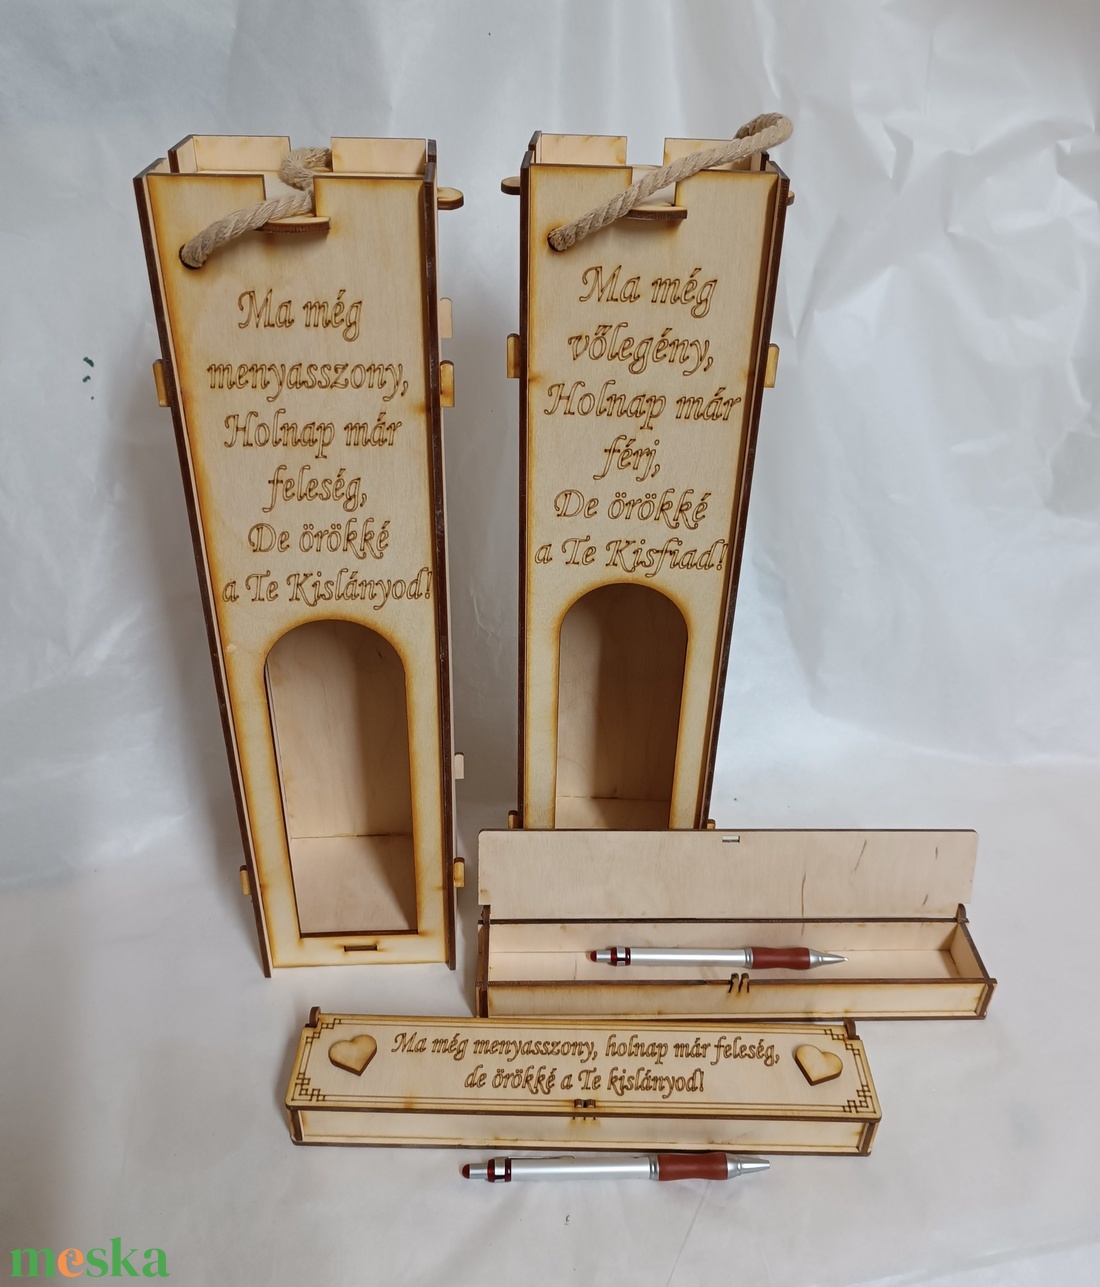 Ma még
menyasszony,
Holnap már
feleség,
De örökké
a Te Kislányod!
Ma még
vőlegény,
Holnap már
férj,
De örökké
a Te Kisfiad!
Ma még menyasszony, holnap már feleség,
de örökké a Te kislányod!
meska